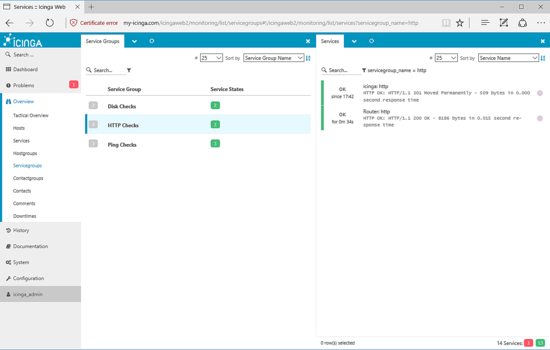 Services :: Icinga Web
Certificate error
my-icinga.com/icingaweb2/monitoring/list/servicegroups#!/icingaweb2/monitoring/list/services?servicegroup_name=http
icinga
Service Groups
Services
Search ...
# 25 Sort by Service Group Name
# 25 Sort by Service Name
Dashboard
Search...
Search...
servicegroup_name = http
Problems
Overview
Tactical Overview
Hosts
Services
Hostgroups
Servicegroups
Contactgroups
Contacts
Comments
Downtimes
History
Documentation
System
Configuration
icinga_admin
Service Group
Service States
Disk Checks
HTTP Checks
2
Ping Checks
OK
since 17:42
icinga: http
HTTP OK: HTTP/1.1 301 Moved Permanently - 539 bytes in 0.000
second response time
OK
for 0m 34s
Router: http
HTTP OK: HTTP/1.1 200 OK - 8186 bytes in 0.015 second re-
sponse time
0 row(s) selected
14 Services: